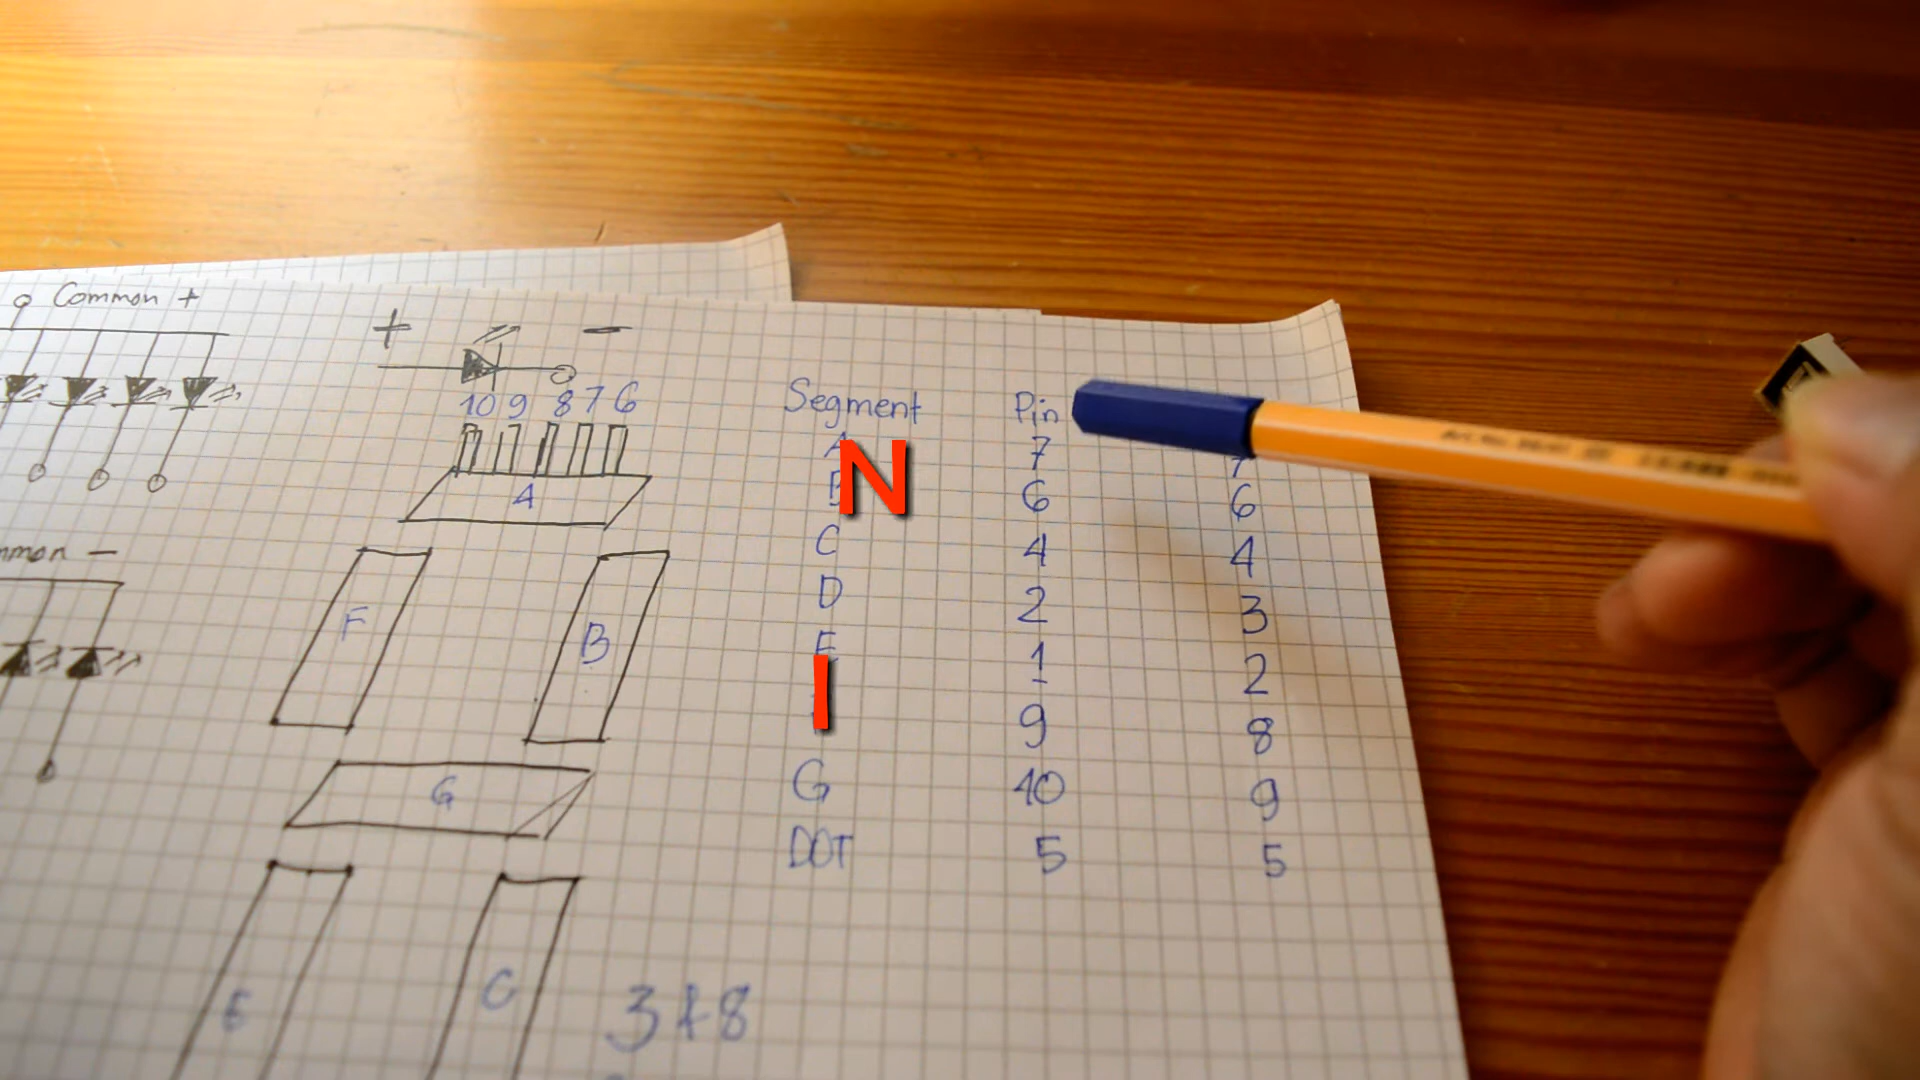 Common +
+ -
10 9 8 7 6
Segment Pin
A 7 7
N
B 6 6
C 4 4
D 2 3
E 1 2
I
9 8
G 10 9
DOT 5 5
A
-
F B
G
E C
3+8